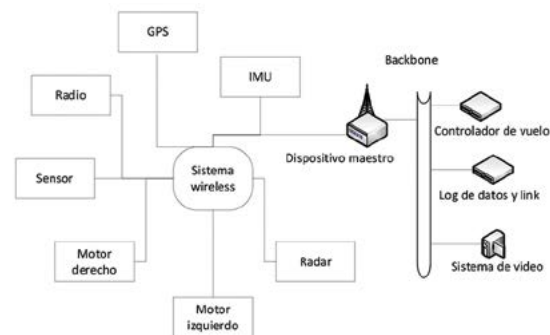 GPS
IMU
Backbone
Radio
Controlador de vuelo
Dispositivo maestro
Sensor
Sistema
wireless
Log de datos y link
Motor
derecho
Radar
Sistema de video
Motor
izquierdo